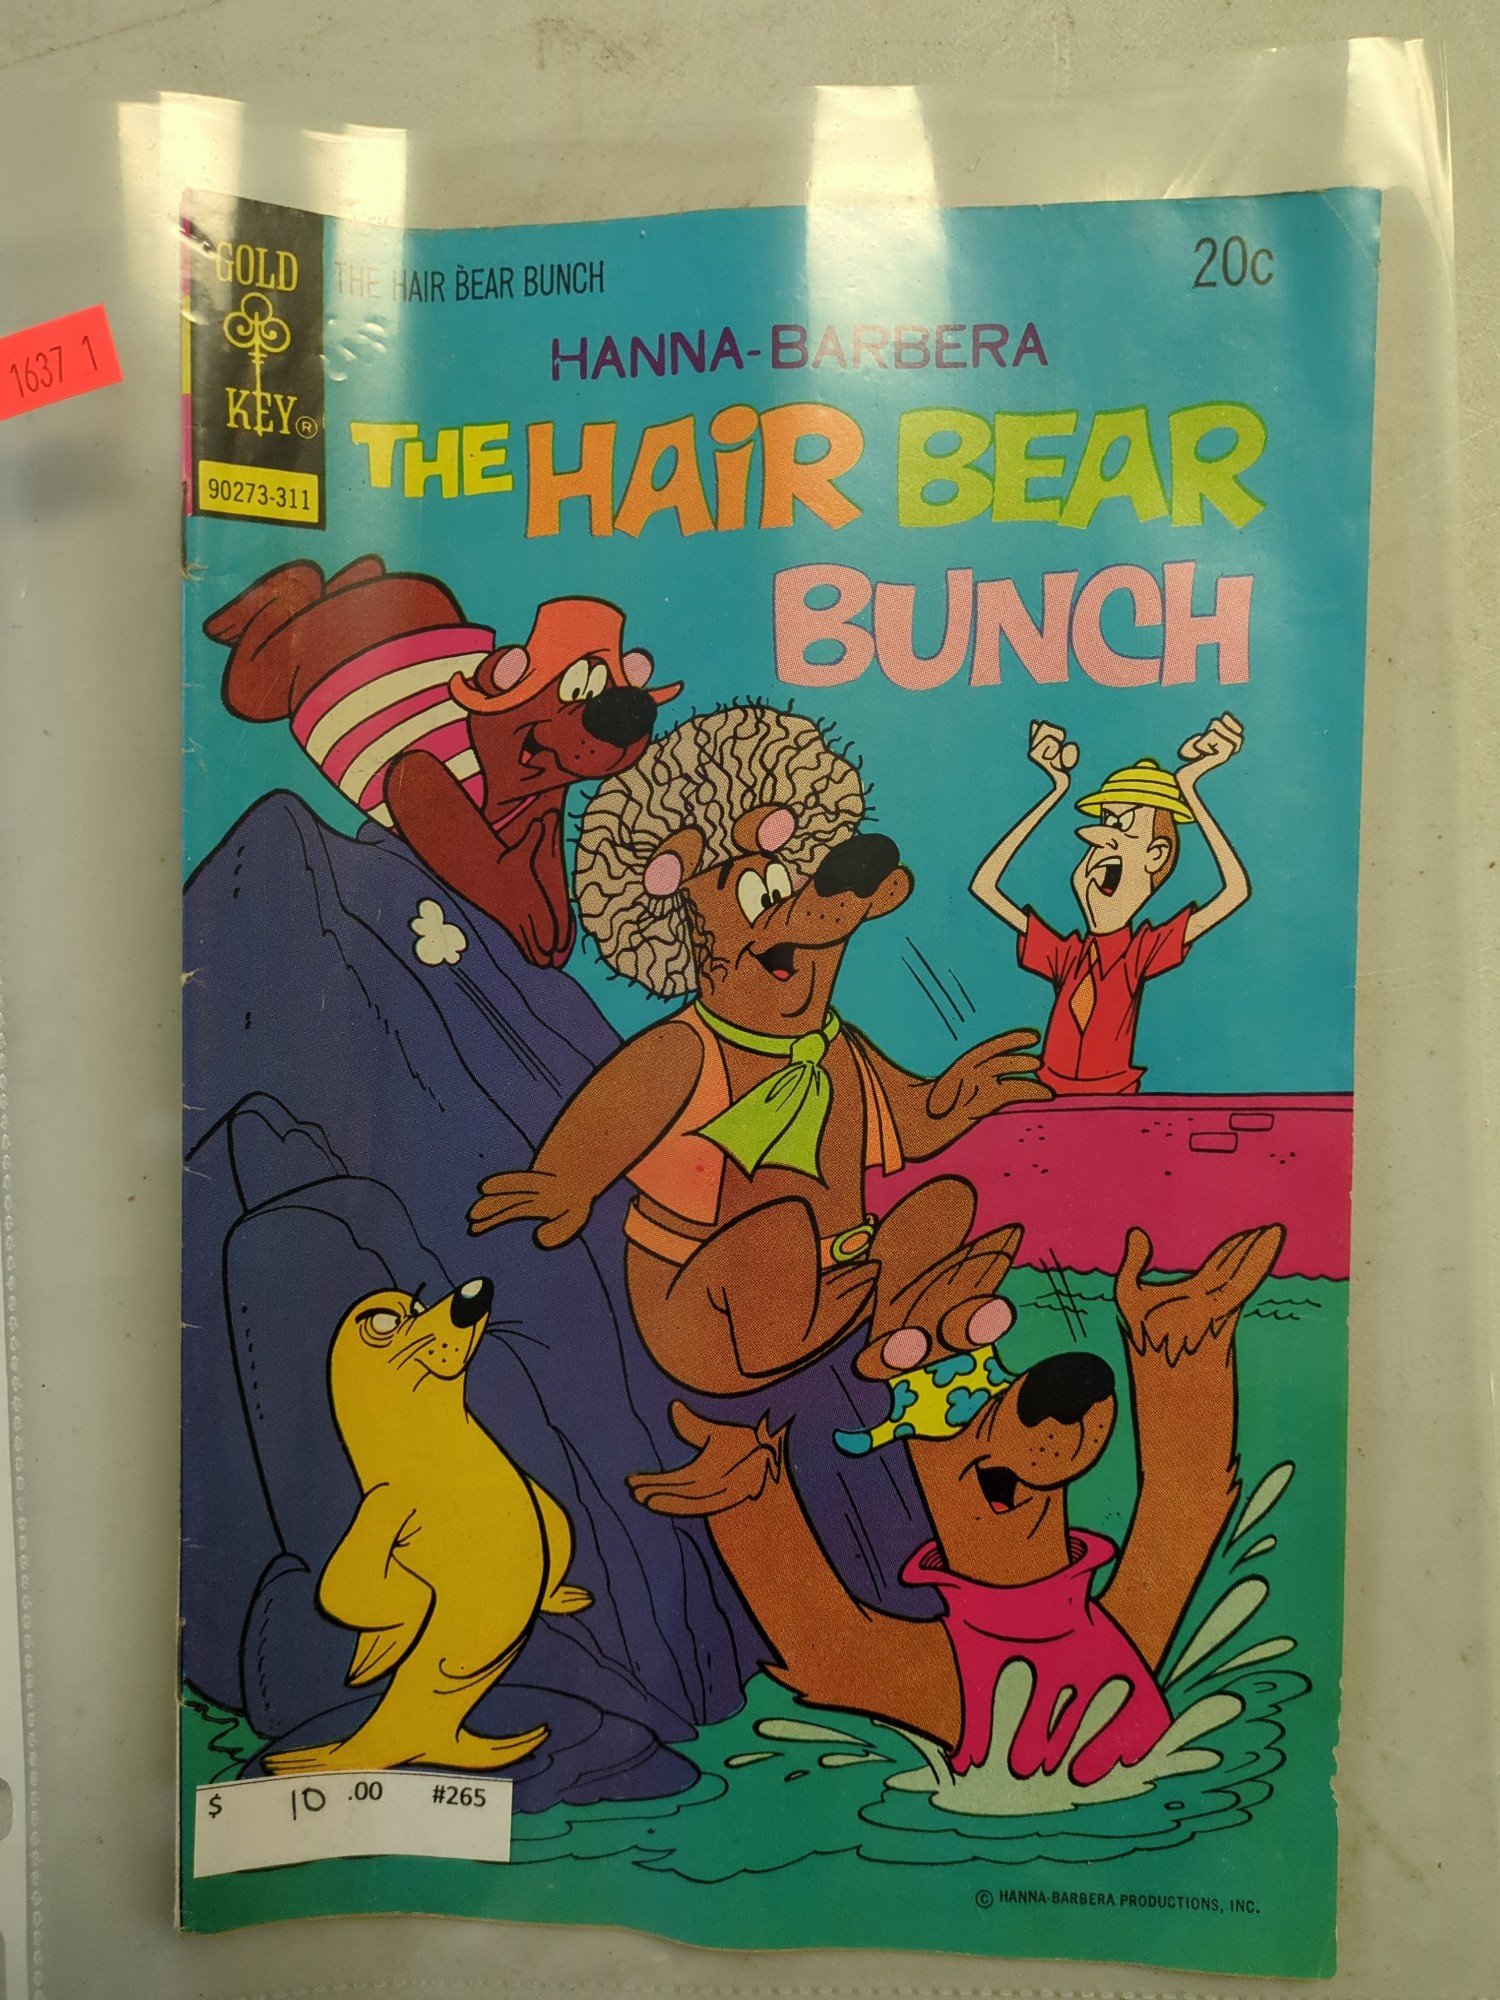 GOLD
KEY®
90273-311
THE HAIR BEAR BUNCH
20c
HANNA-BARBERA
THE HAIR BEAR
BUNCH
1637 1
$ 10 .00 #265
© HANNA-BARBERA PRODUCTIONS, INC.